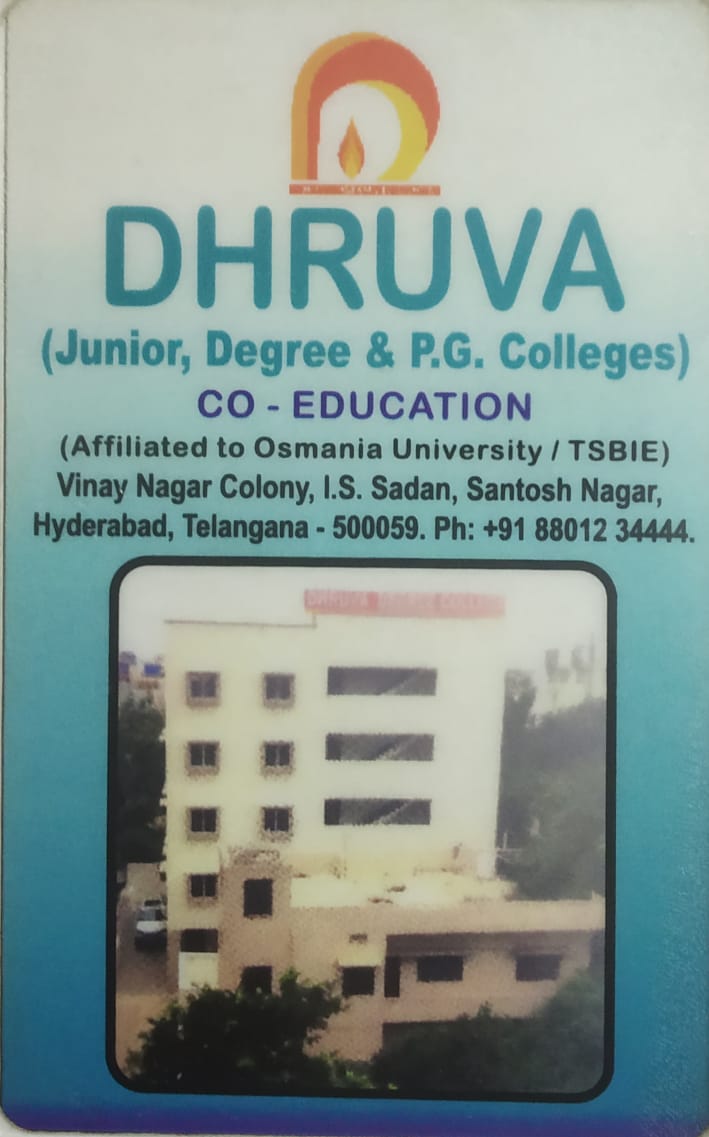 DHRUVA
(Junior, Degree & P.G. Colleges)
CO - EDUCATION
(Affiliated to Osmania University / TSBIE)
Vinay Nagar Colony, I.S. Sadan, Santosh Nagar,
Hyderabad, Telangana - 500059. Ph: +91 88012 34444.
DHRUVA DEGREE COLLEGE